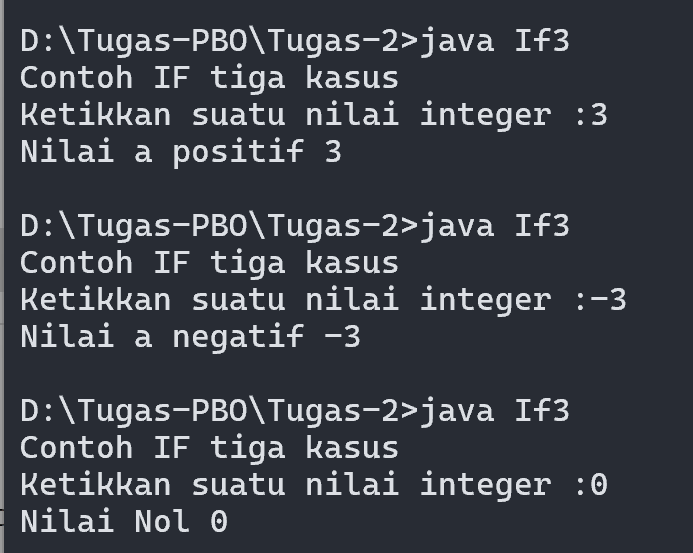 D:\Tugas-PBO\Tugas-2>java If3
Contoh IF tiga kasus
Ketikkan suatu nilai integer :3
Nilai a positif 3
D:\Tugas-PBO\Tugas-2>java If3
Contoh IF tiga kasus
Ketikkan suatu nilai integer :-3
Nilai a negatif -3
D:\Tugas-PBO\Tugas-2>java If3
Contoh IF tiga kasus
Ketikkan suatu nilai integer :0
Nilai Nol 0